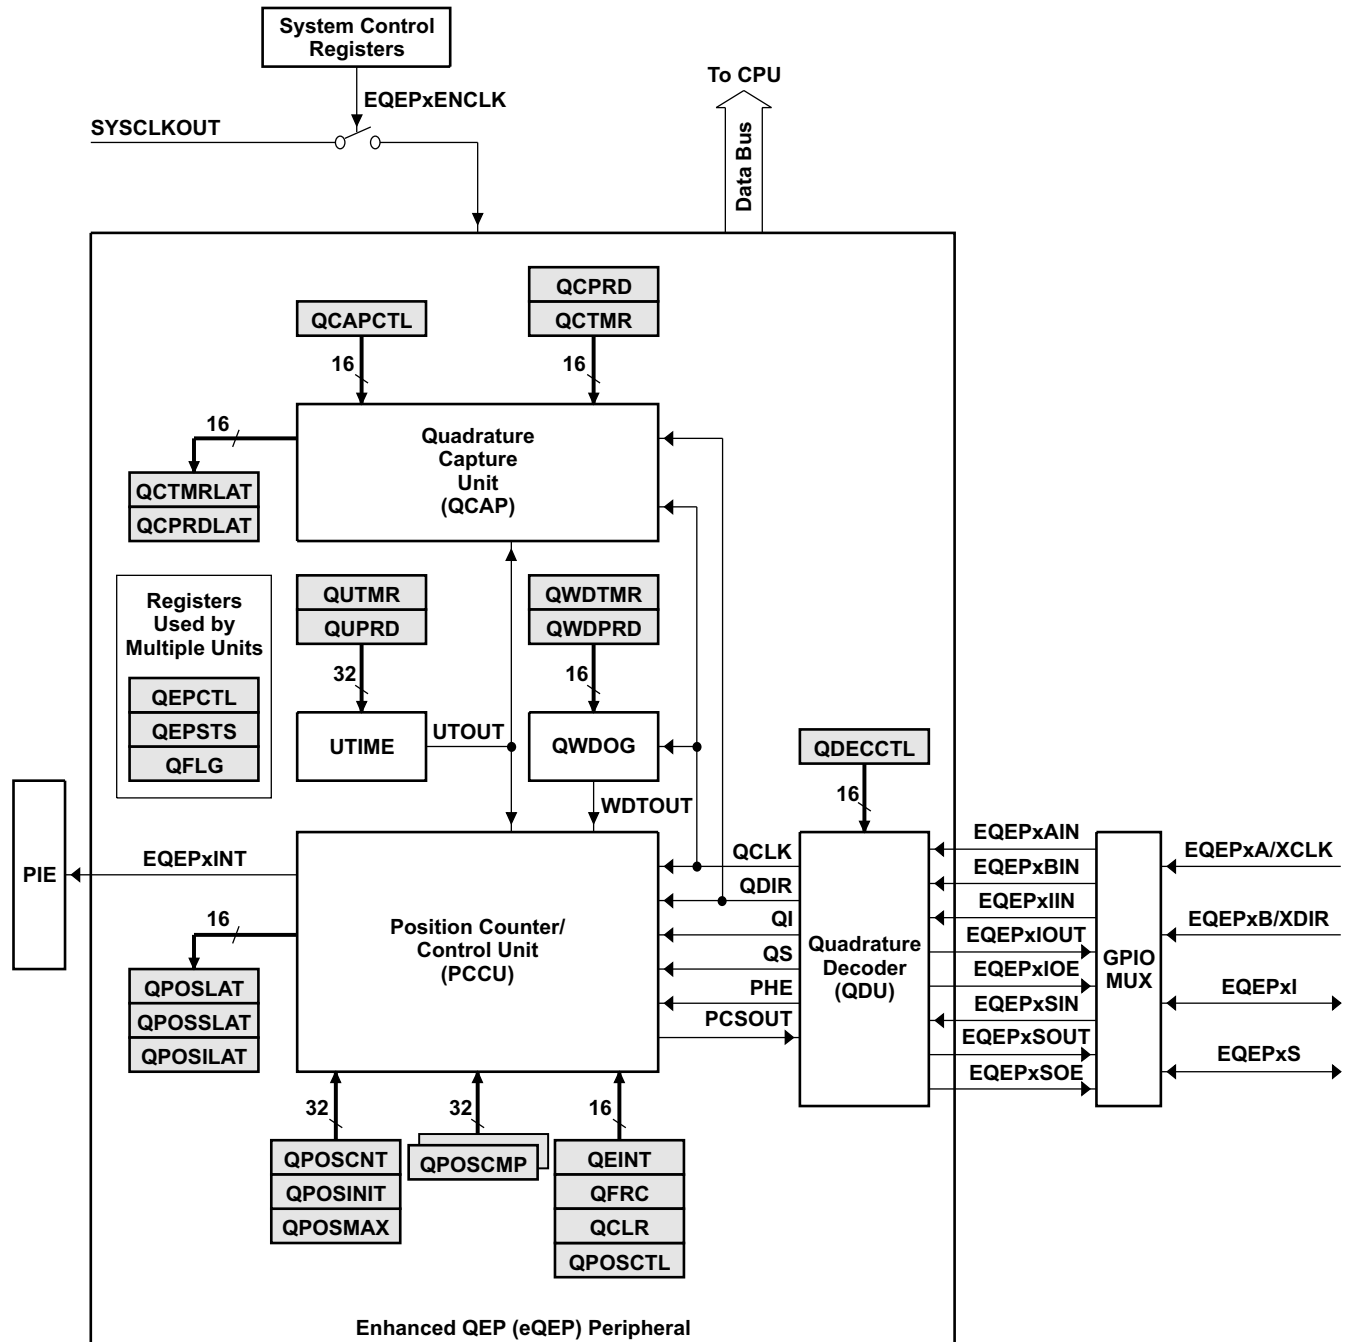 System Control
Registers
To CPU
EQEPxENCLK
SYSCLKOUT
Data Bus
QCPRD
QCAPCTL
QCTMR
16
16
16
Quadrature
Capture
Unit
(QCAP)
QCTMRLAT
QCPRDLAT
Registers
Used by
Multiple Units
QEPCTL
QEPSTS
QFLG
QUTMR
QUPRD
QWDTMR
QWDPRD
32
16
UTIME
UTOUT
QWDOG
QDECCTL
WDTOUT
16
PIE
EQEPxINT
16
Position Counter/
Control Unit
(PCCU)
QCLK
QDIR
QI
QS
PHE
PCSOUT
Quadrature
Decoder
(QDU)
EQEPxAIN
EQEPxBIN
EQEPxIIN
EQEPxIOUT
EQEPxIOE
EQEPxSIN
EQEPxSOUT
EQEPxSOE
GPIO
MUX
EQEPxA/XCLK
EQEPxB/XDIR
EQEPxI
EQEPxS
QPOSLAT
QPOSSLAT
QPOSILAT
32
32
16
QPOSCNT
QPOSINIT
QPOSMAX
QPOSCMP
QEINT
QFRC
QCLR
QPOSCTL
Enhanced QEP (eQEP) Peripheral